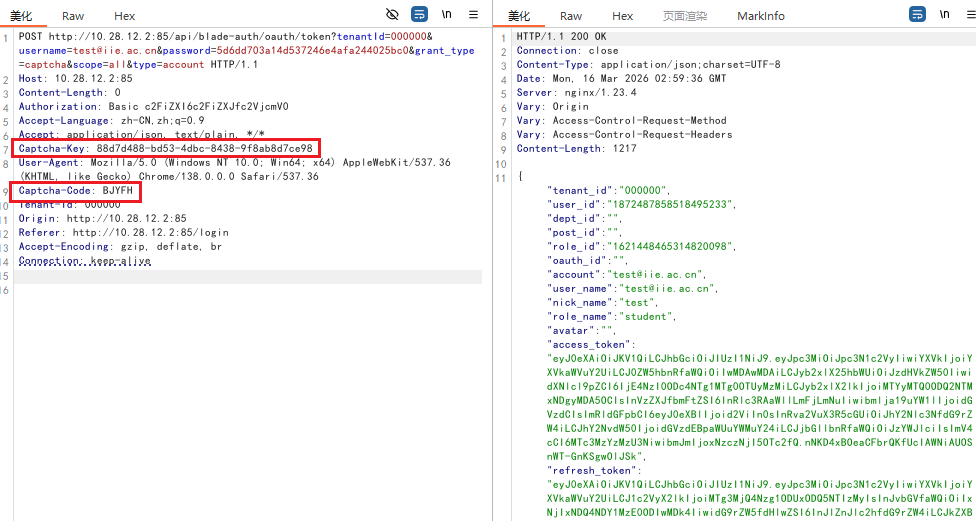 美化 Raw Hex \n
1 POST http://10.28.12.2:85/api/blade-auth/oauth/token?tenantId=000000&
username=test@iie.ac.cn&password=5d6dd703a14d537246e4afa244025bc0&grant_type
=captcha&scope=all&type=account HTTP/1.1
2 Host: 10.28.12.2:85
3 Content-Length: 0
4 Authorization: Basic c2FiZXI6c2FiZXJfc2VjcmV0
5 Accept-Language: zh-CN,zh;q=0.9
6 Accept: application/json, text/plain, */*
7 Captcha-Key: 88d7d488-bd53-4dbc-8438-9f8ab8d7ce98
8 User-Agent: Mozilla/5.0 (Windows NT 10.0; Win64; x64) AppleWebKit/537.36
(KHTML, like Gecko) Chrome/138.0.0.0 Safari/537.36
9 Captcha-Code: BJYFH
10 Tenant-Id: 000000
11 Origin: http://10.28.12.2:85
12 Referer: http://10.28.12.2:85/login
13 Accept-Encoding: gzip, deflate, br
14 Connection: keep-alive
15
16
美化 Raw Hex 页面渲染 MarkInfo \n
1 HTTP/1.1 200 OK
2 Connection: close
3 Content-Type: application/json;charset=UTF-8
4 Date: Mon, 16 Mar 2026 02:59:36 GMT
5 Server: nginx/1.23.4
6 Vary: Origin
7 Vary: Access-Control-Request-Method
8 Vary: Access-Control-Request-Headers
9 Content-Length: 1217
10
11 {
"tenant_id":"000000",
"user_id":"1872487858518495233",
"dept_id":"",
"post_id":"",
"role_id":"1621448465314820098",
"oauth_id":"",
"account":"test@iie.ac.cn",
"user_name":"test@iie.ac.cn",
"nick_name":"test",
"role_name":"student",
"avatar":"",
"access_token":
"refresh_token":